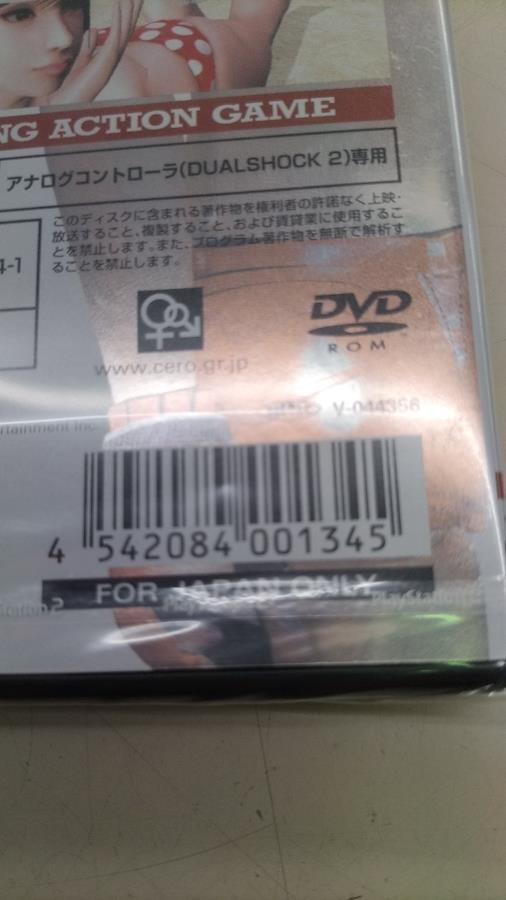 NG ACTION GAME
アナログコントローラ(DUALSHOCK 2)専用
このディスクに含まれる著作物を権利者の許諾なく上映・
放送すること、複製すること、および賃貸業に使用するこ
とを禁止します。また、プログラム著作物を無断で解析す
ることを禁止します。
4-1
DVD
ROM
www.cero.gr.jp
V-044356
ertainment Inc.
4 542084 001345
FOR JAPAN ONLY
Station 2
PlayStation